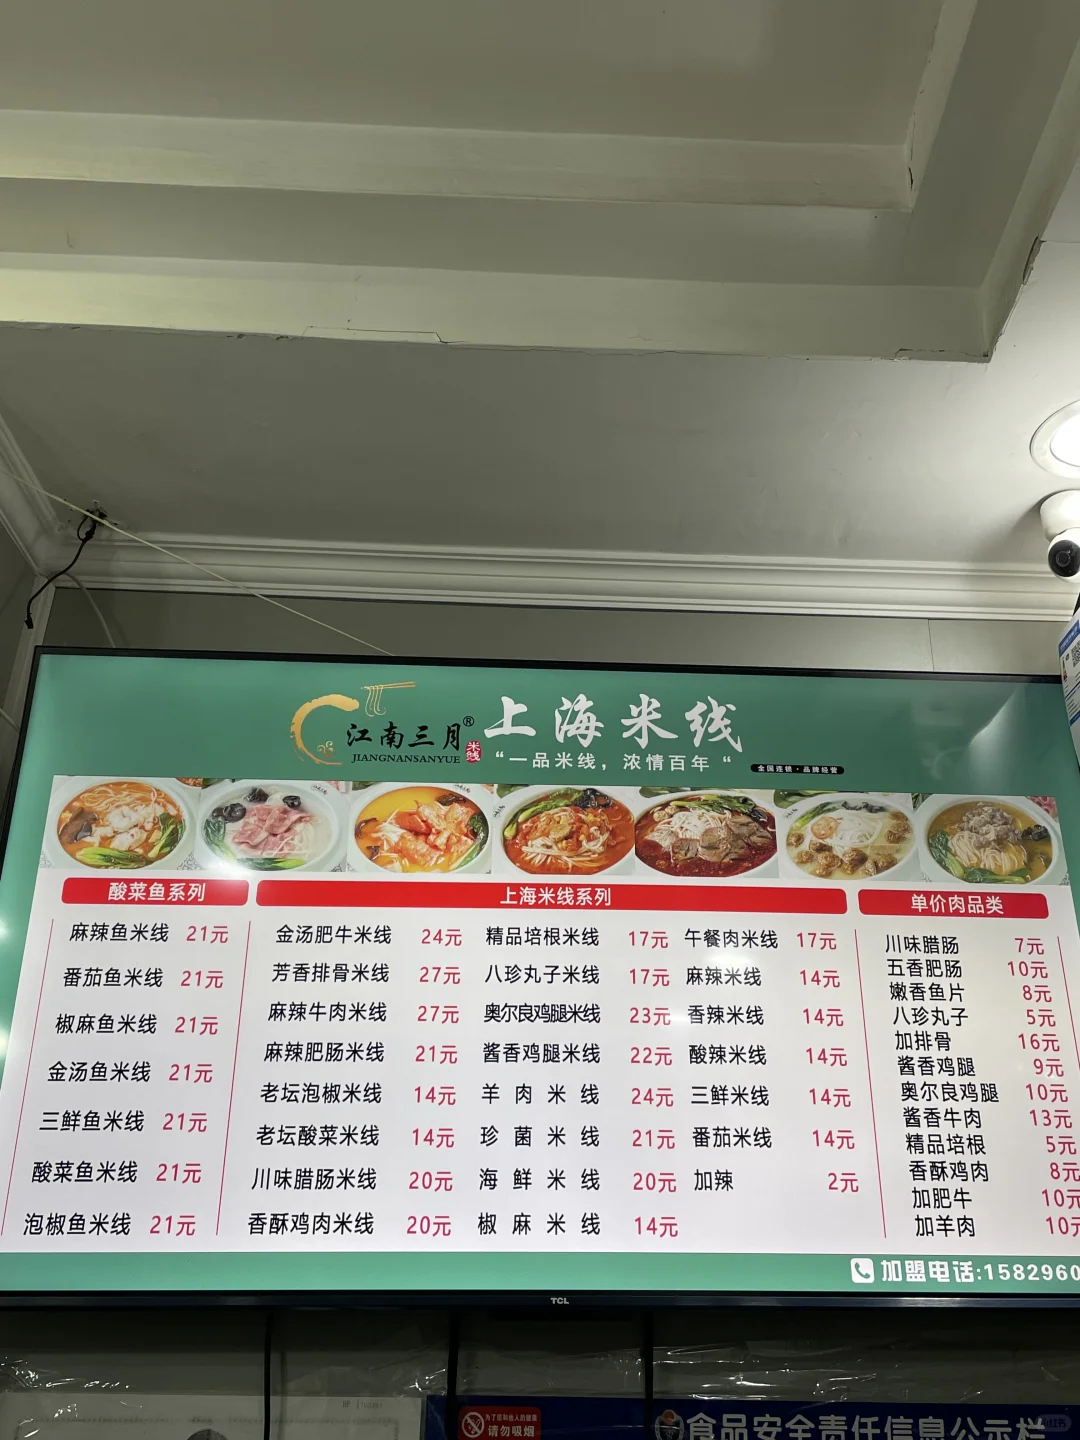 江南三月®
JIANGNANSANYUE
米线
上海米线
“一品米线，浓情百年“
全国连锁·品牌经营
酸菜鱼系列
麻辣鱼米线 21元
番茄鱼米线 21元
椒麻鱼米线 21元
金汤鱼米线 21元
三鲜鱼米线 21元
酸菜鱼米线 21元
泡椒鱼米线 21元
上海米线系列
金汤肥牛米线 24元
芳香排骨米线 27元
麻辣牛肉米线 27元
麻辣肥肠米线 21元
老坛泡椒米线 14元
老坛酸菜米线 14元
川味腊肠米线 20元
香酥鸡肉米线 20元
精品培根米线 17元
八珍丸子米线 17元
奥尔良鸡腿米线 23元
酱香鸡腿米线 22元
羊肉米线 24元
珍菌米线 21元
海鲜米线 20元
椒麻米线 14元
午餐肉米线 17元
麻辣米线 14元
香辣米线 14元
酸辣米线 14元
三鲜米线 14元
番茄米线 14元
加辣 2元
单价肉品类
川味腊肠 7元
五香肥肠 10元
嫩香鱼片 8元
八珍丸子 5元
加排骨 16元
酱香鸡腿 9元
奥尔良鸡腿 10元
酱香牛肉 13元
精品培根 5元
香酥鸡肉 8元
加肥牛 10元
加羊肉 10元
加盟电话:1582960
TCL
为了您和他人的健康
请勿吸烟
食品安全责任信息公示栏